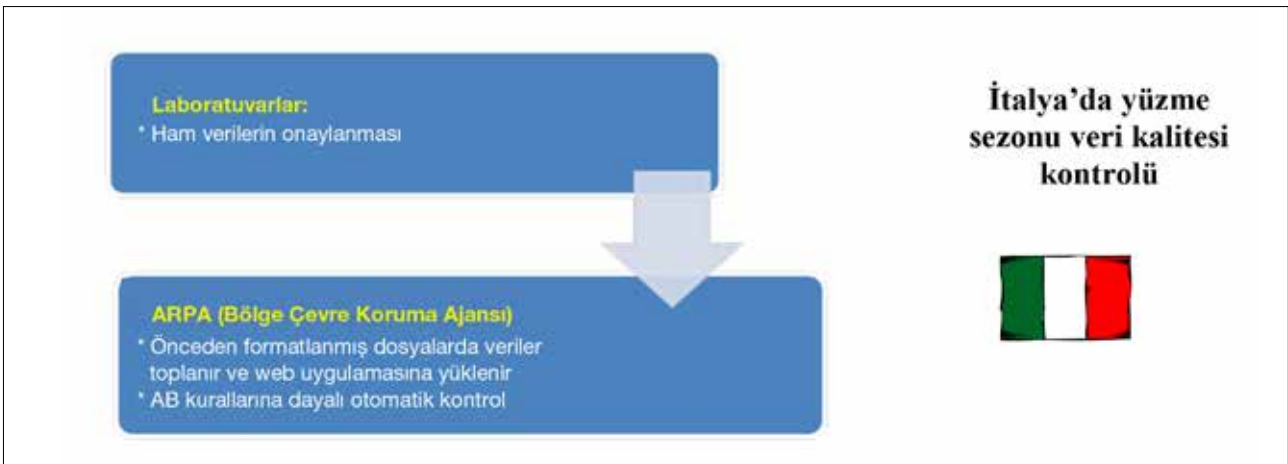 Laboratuvarlar:
* Ham verilerin onaylanması
İtalya’da yüzme
sezonu veri kalitesi
kontrolü
ARPA (Bölge Çevre Koruma Ajansı)
* Önceden formatlanmış dosyalarda veriler
toplanır ve web uygulamasına yüklenir
* AB kurallarına dayalı otomatik kontrol